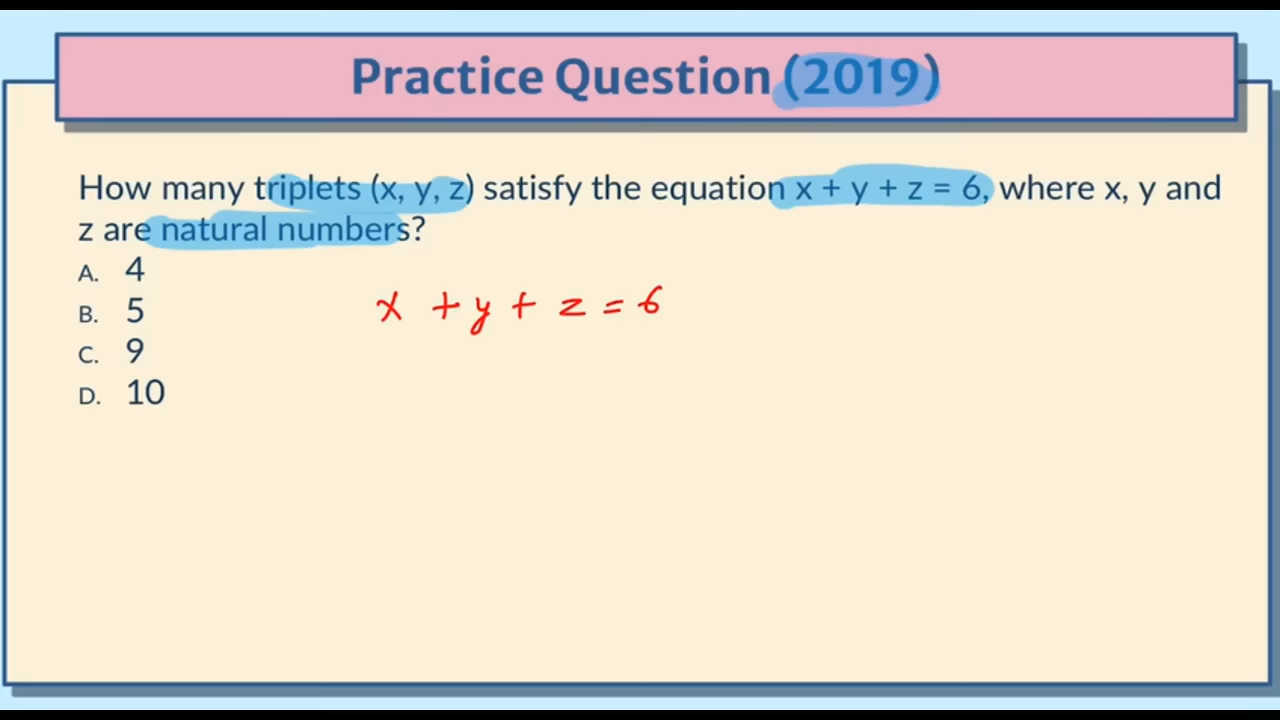 Practice Question (2019)
How many triplets (x, y, z) satisfy the equation x + y + z = 6, where x, y and
z are natural numbers?
A. 4
B. 5
C. 9
D. 10
x + y + z = 6